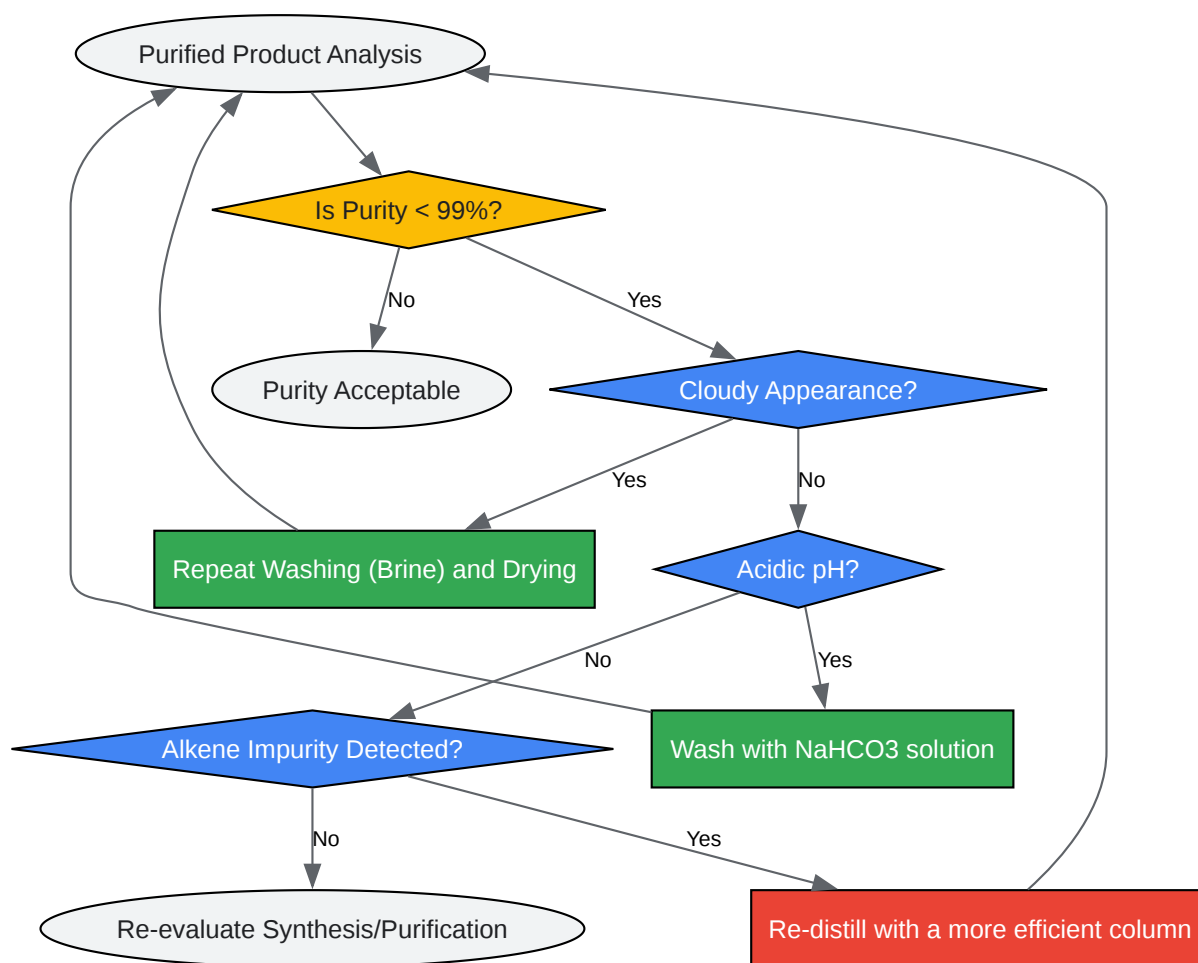 Purified Product Analysis
Is Purity < 99%?
No
Yes
Purity Acceptable
Cloudy Appearance?
Yes
No
Repeat Washing (Brine) and Drying
Acidic pH?
No
Yes
Alkene Impurity Detected?
Wash with NaHCO3 solution
No
Yes
Re-evaluate Synthesis/Purification
Re-distill with a more efficient column